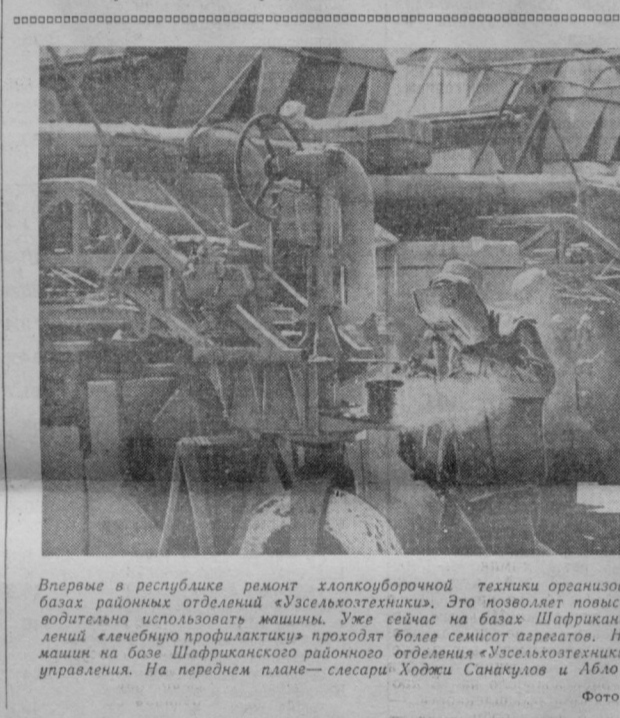 Впервые в республике ремонт хлопкоуборочной техники организо
базах районных отделений «Узсельхозтехники». Это позволяет повыс
водительно использовать машины. Уже сейчас на базах Шафрикан
лений «лечебную профилактику» проходят более семисот агрегатов. Н
машин на базе Шафриканского районного отделения «Узсельхозтехник
управления. На переднем плане— слесари Ходжи Санакулов и Абло
Фото